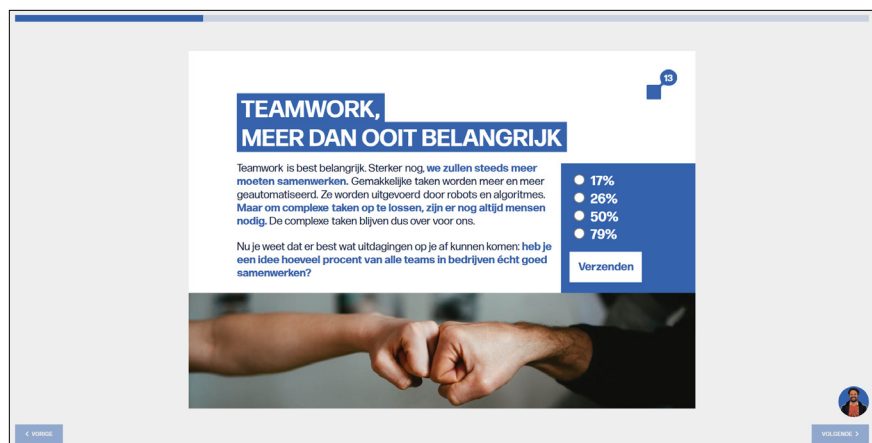 13
TEAMWORK,
MEER DAN OOIT BELANGRIJK
Teamwork is best belangrijk. Sterker nog, we zullen steeds meer
moeten samenwerken. Gemakkelijke taken worden meer en meer
geautomatiseerd. Ze worden uitgevoerd door robots en algoritmes.
Maar om complexe taken op te lossen, zijn er nog altijd mensen
nodig. De complexe taken blijven dus over voor ons.
Nu je weet dat er best wat uitdagingen op je af kunnen komen: heb je
een idee hoeveel procent van alle teams in bedrijven écht goed
samenwerken?
17%
26%
50%
79%
Verzenden
< VORIGE
VOLGENDE >